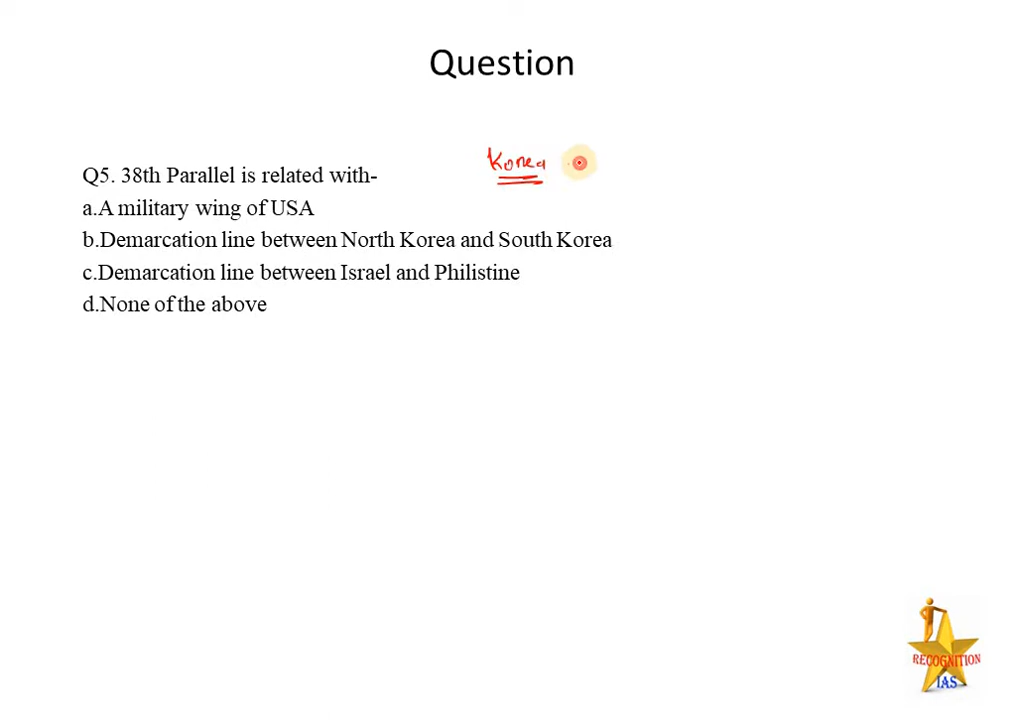 Question
Korea
Q5. 38th Parallel is related with-
a.A military wing of USA
b.Demarcation line between North Korea and South Korea
c.Demarcation line between Israel and Philistine
d.None of the above
RECOGNITION
IAS